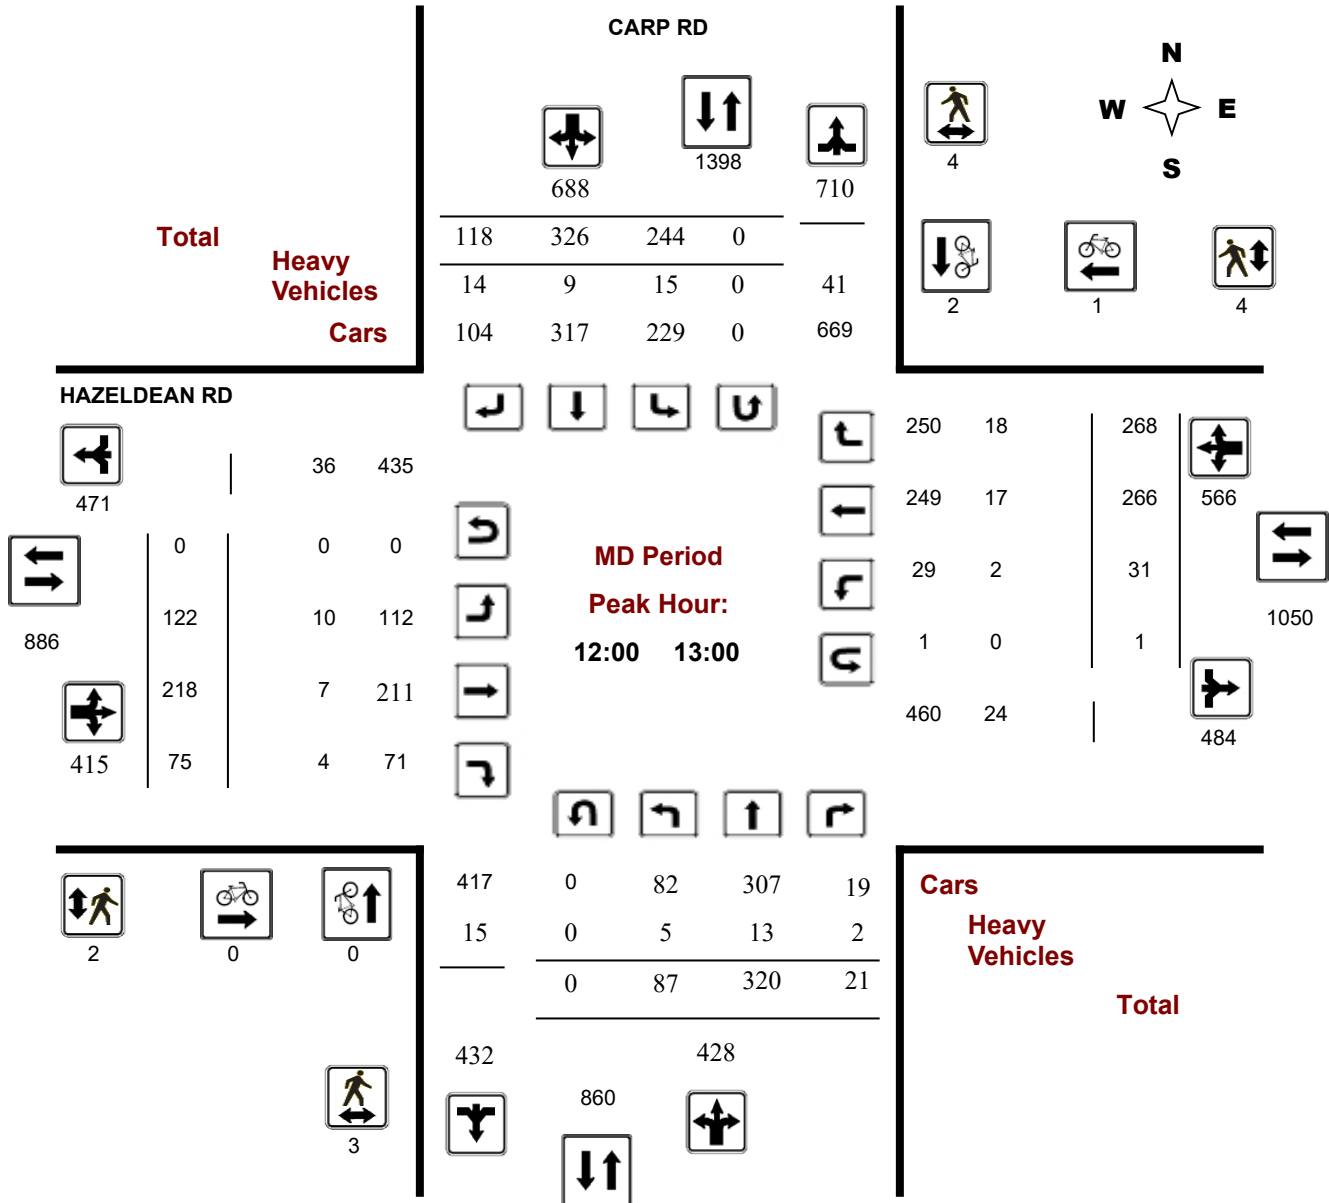 CARP RD
N
W E
S
1398
4
688
710
118 326 244 0
Total
Heavy
Vehicles
14 9 15 0 41
Cars
104 317 229 0 669
2 1 4
HAZELDEAN RD
250 18 268
36 435
471
249 17 266 566
0 0 0
MD Period
29 2 31
Peak Hour:
122 10 112
1050
886
12:00 13:00
1 0 1
218 7 211
460 24
484
415 75 4 71
417 0 82 307 19
Cars
15 0 5 13 2
Heavy
Vehicles
2 0 0
0 87 320 21
Total
432 428
860
3